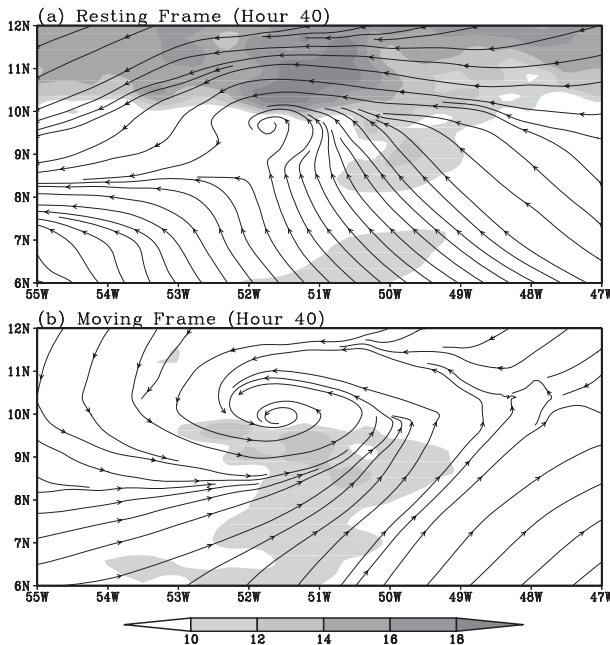 (a) Resting Frame (Hour 40)
12N
11N
10N
9N
8N
7N
6N
55W 54W 53W 52W 51W 50W 49W 48W 47W
(b) Moving Frame (Hour 40)
12N
11N
10N
9N
8N
7N
6N
55W 54W 53W 52W 51W 50W 49W 48W 47W
10 12 14 16 18